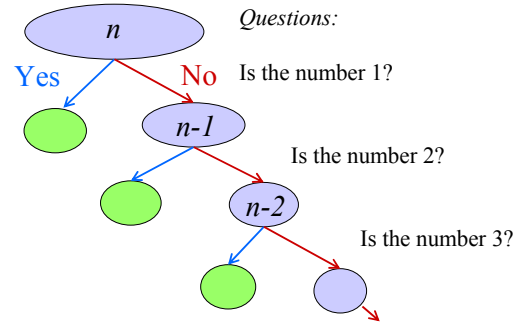 n
Questions:
Yes
No
Is the number 1?
n-1
Is the number 2?
n-2
Is the number 3?